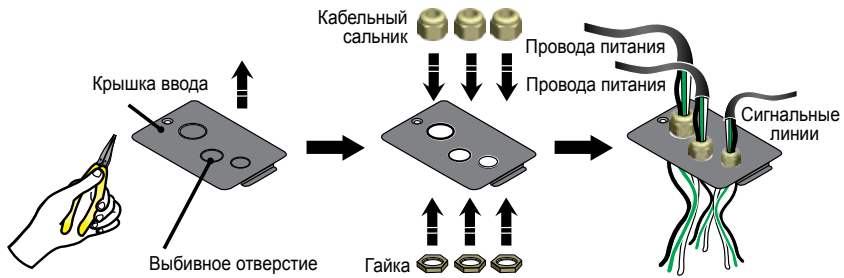 Крышка ввода
Выбивное отверстие
Кабельный
сальник
Гайка
Провода питания
Провода питания
Сигнальные
линии